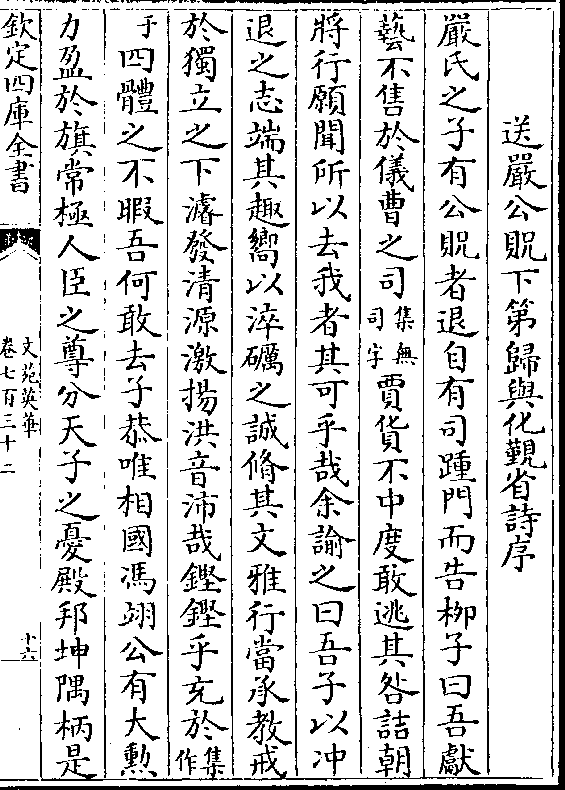 送嚴公貺下第歸興化覲省詩序
嚴氏之子有公貺者退自有司踵門而告柳子曰吾獻
藝不售於儀曹之司集無司字賈貨不中度敢逃其咎詰朝
將行願聞所以去我者其可乎哉余諭之曰吾子以冲
退之志端其趣嚮以淬礪之誠脩其文雅行當承教戒
於獨立之下濬發清源激揚洪音沛哉鏗鏗乎充於集作
于四體之不暇吾何敢去子恭唯相國馮翊公有大勲
力盈於旗常極人臣之尊分天子之憂殿邦坤隅柄是
欽定四庫全書
文苑英華
卷七百三十二
十六